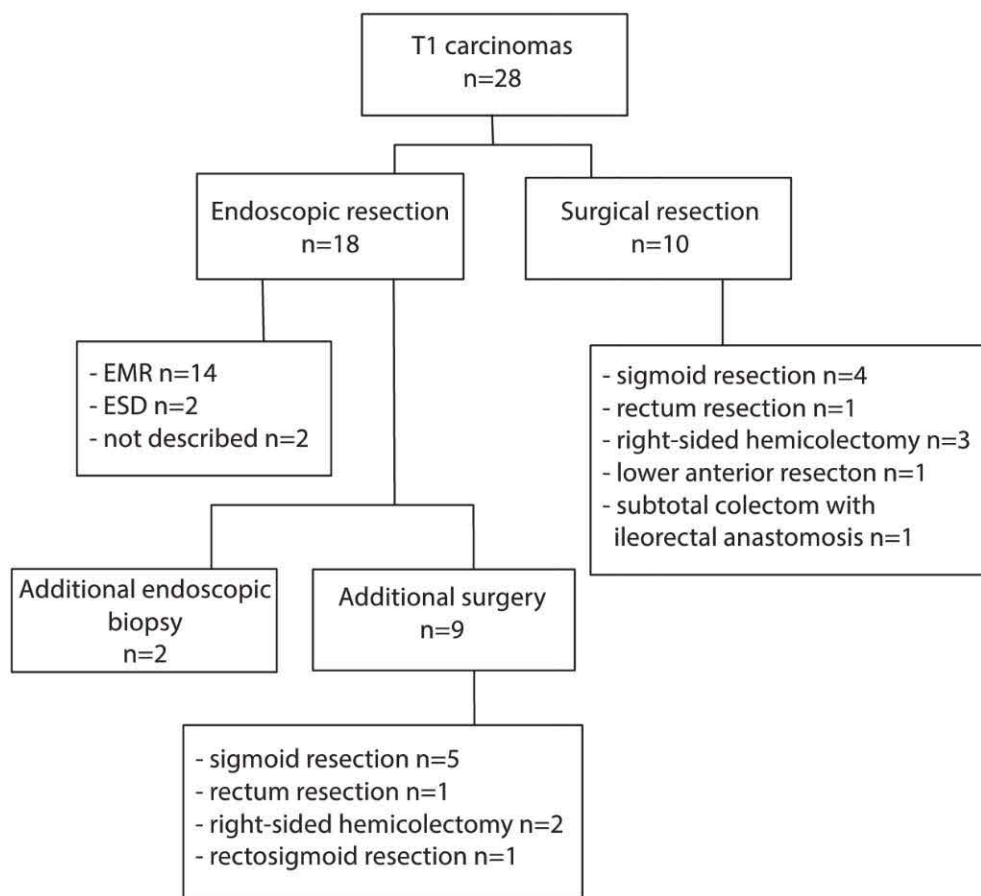 T1 carcinomas
n=28
Endoscopic resection
n=18
Surgical resection
n=10
- EMR n=14
- ESD n=2
- not described n=2
- sigmoid resection n=4
- rectum resection n=1
- right-sided hemicolectomy n=3
- lower anterior resecton n=1
- subtotal colectom with
ileorectal anastomosis n=1
Additional endoscopic
biopsy
n=2
Additional surgery
n=9
- sigmoid resection n=5
- rectum resection n=1
- right-sided hemicolectomy n=2
- rectosigmoid resection n=1